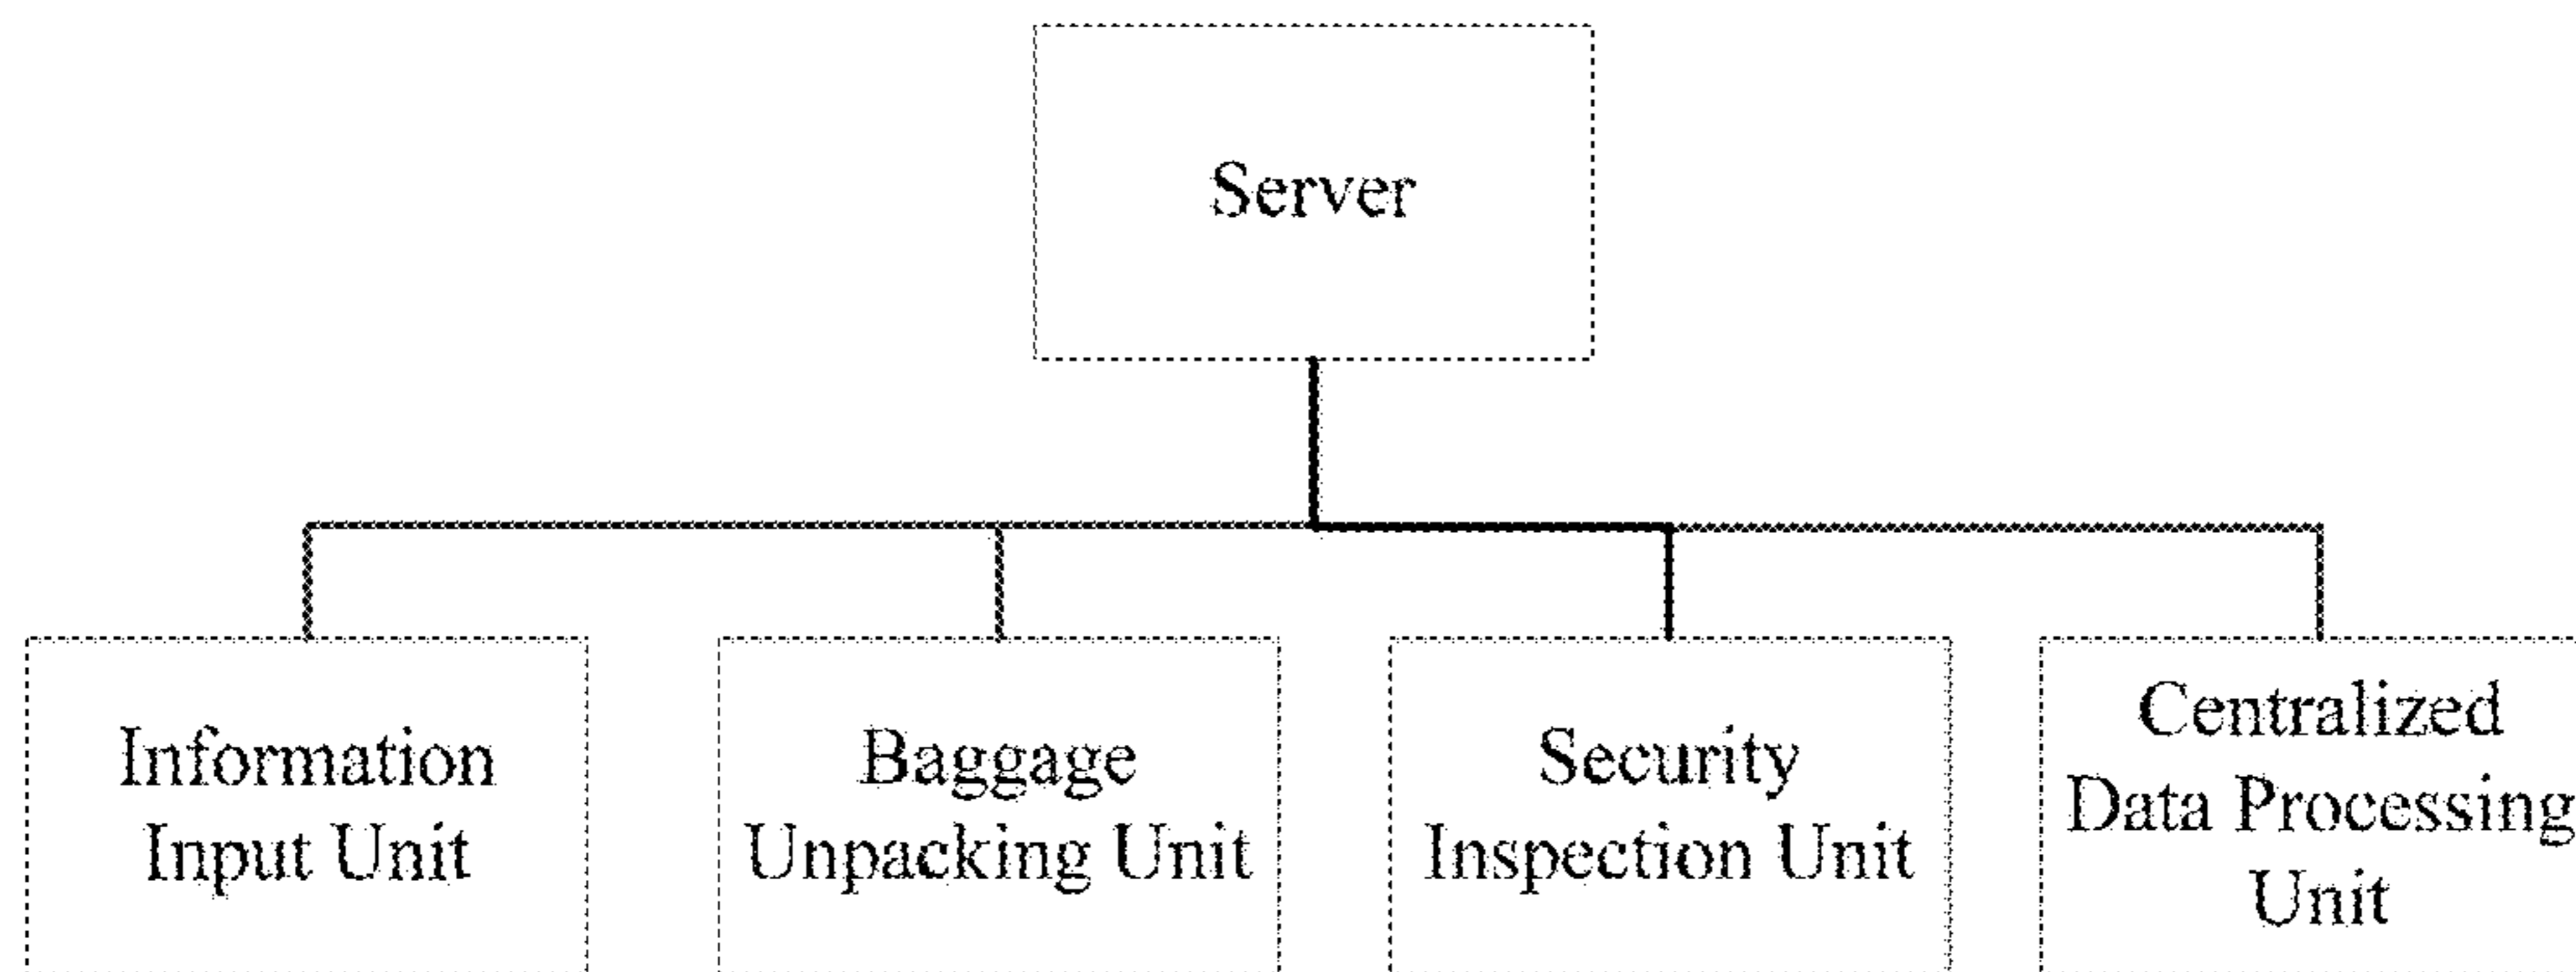 Server
Information
Input Unit
Baggage
Unpacking Unit
Security
Inspection Unit
Centralized
Data Processing
Unit